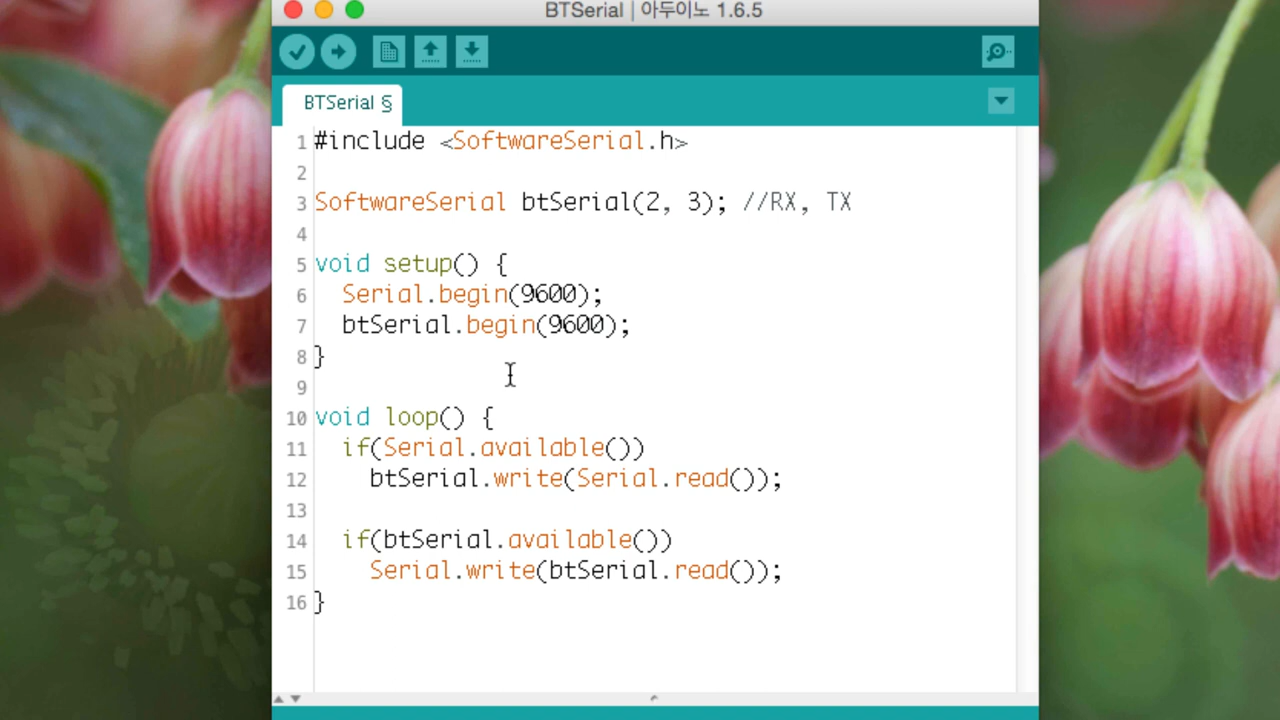 BTSerial | 아두이노 1.6.5
BTSerial §
1 #include <SoftwareSerial.h>
2
3 SoftwareSerial btSerial(2, 3); //RX, TX
4
5 void setup() {
6   Serial.begin(9600);
7   btSerial.begin(9600);
8 }
9
10 void loop() {
11   if(Serial.available())
12     btSerial.write(Serial.read());
13
14   if(btSerial.available())
15     Serial.write(btSerial.read());
16 }